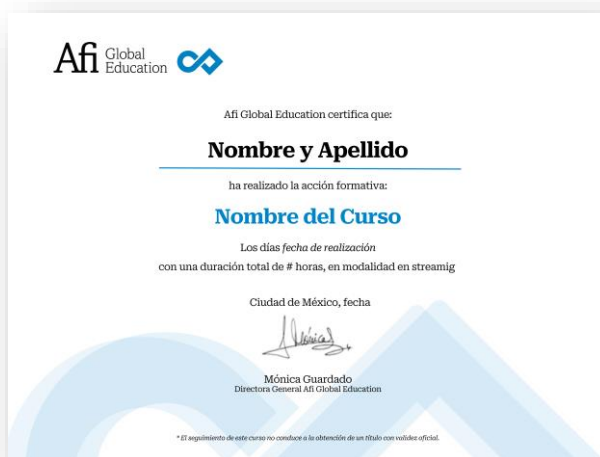 Afi Global
Education
Afi Global Education certifica que:
Nombre y Apellido
ha realizado la acción formativa:
Nombre del Curso
Los días fecha de realización
con una duración total de # horas, en modalidad en streamig
Ciudad de México, fecha
Mónica
Mónica Guardado
Directora General Afi Global Education
* El seguimiento de este curso no conduce a la obtención de un título con validez oficial.